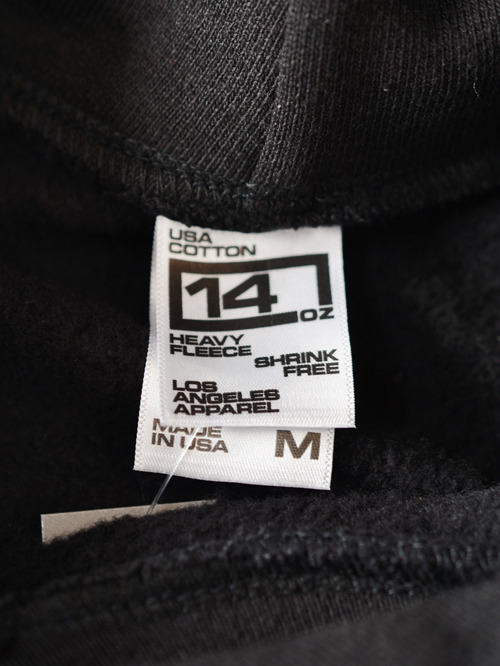 USA
COTTON
14
OZ
HEAVY
FLEECE
SHRINK
FREE
LOS
ANGELES
APPAREL
MADE
IN USA
M